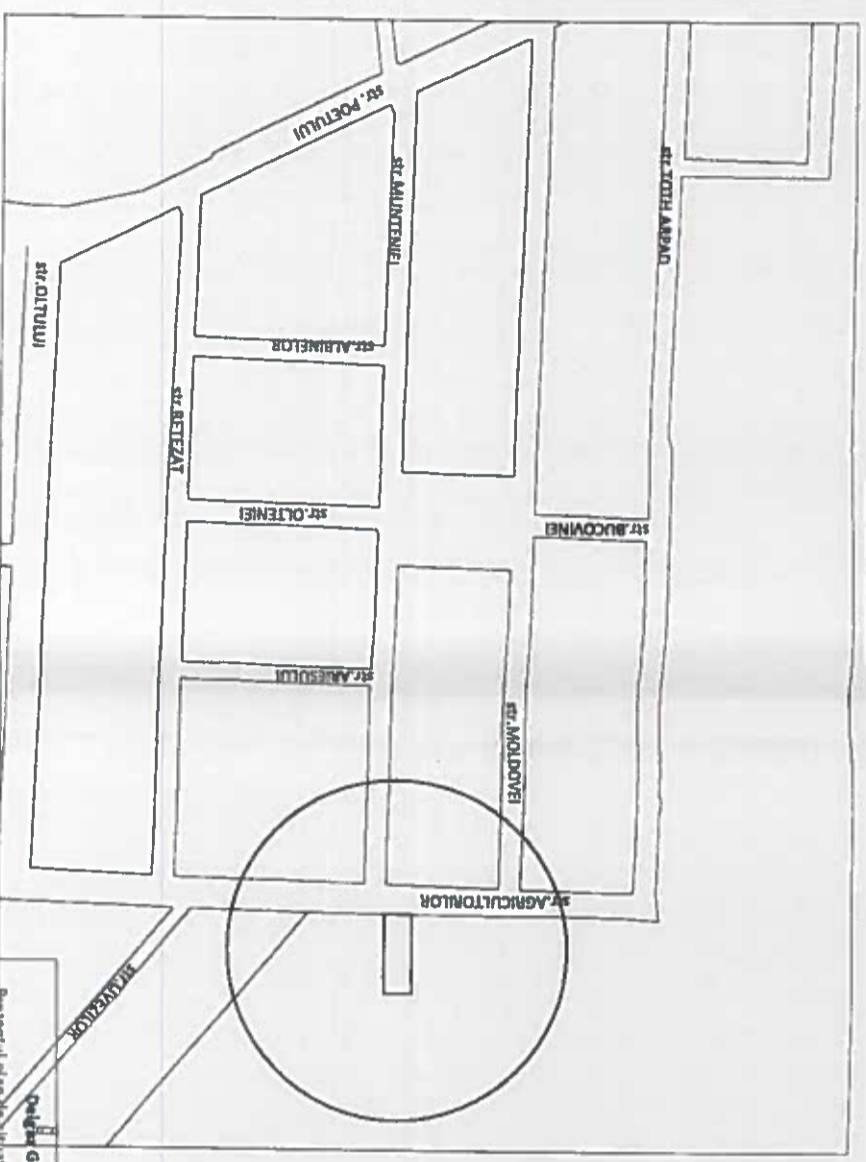 str. POETULUI
str. MUNTENIEI
str. TOTH ARPAD
str.OLTULUI
str.ALBINELOR
str.RETEZAT
str.OLTENIEI
str.BUCOVINEI
str.ARGESULUI
str.MOLDOVEI
str.AGRICULTORILOR
str.LIVEZILOR